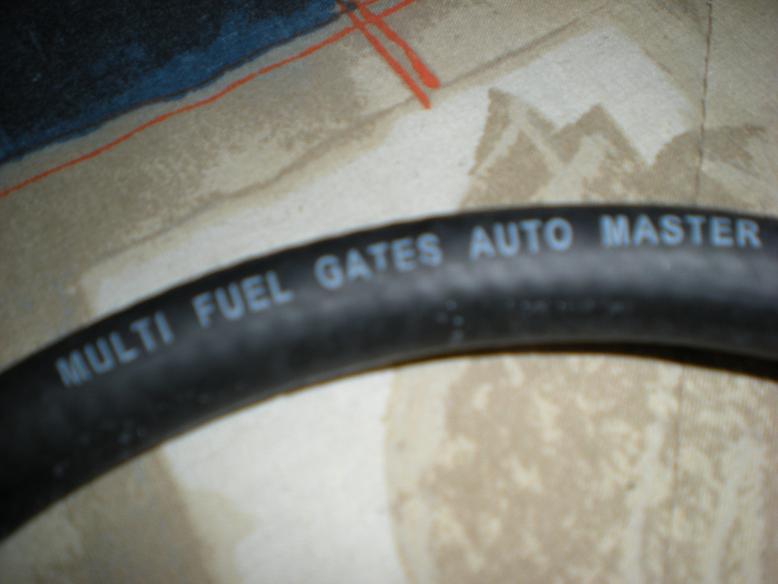 MULTI FUEL GATES AUTO MASTER